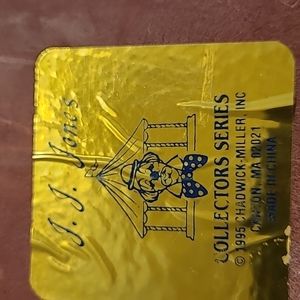 J. J. Jones
COLLECTORS SERIES
© 1995 CHADWICK-MILLER, INC
CANTON, MA 02021
MADE IN CHINA